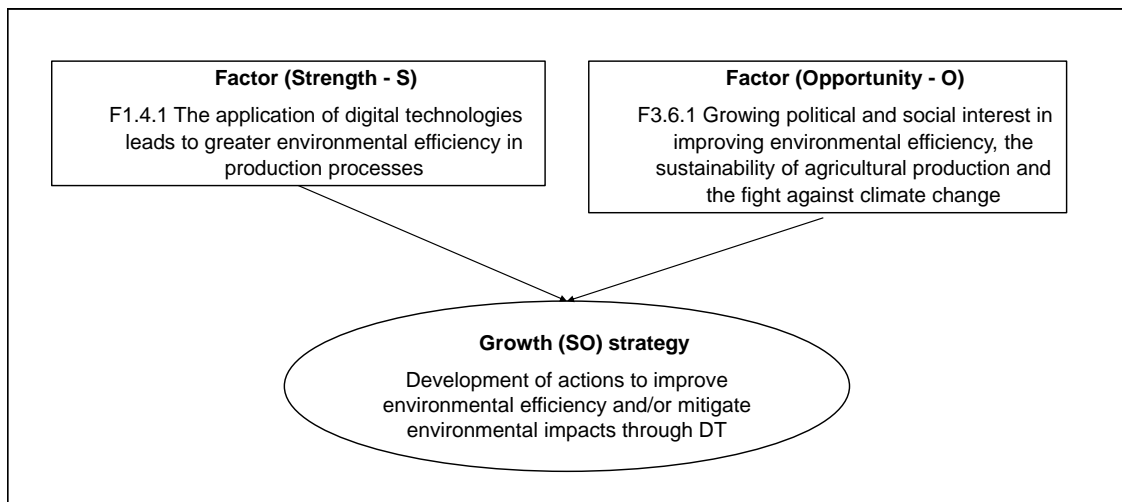 Factor (Strength - S)
F1.4.1 The application of digital technologies
leads to greater environmental efficiency in
production processes
Factor (Opportunity - O)
F3.6.1 Growing political and social interest in
improving environmental efficiency, the
sustainability of agricultural production and
the fight against climate change
Growth (SO) strategy
Development of actions to improve
environmental efficiency and/or mitigate
environmental impacts through DT